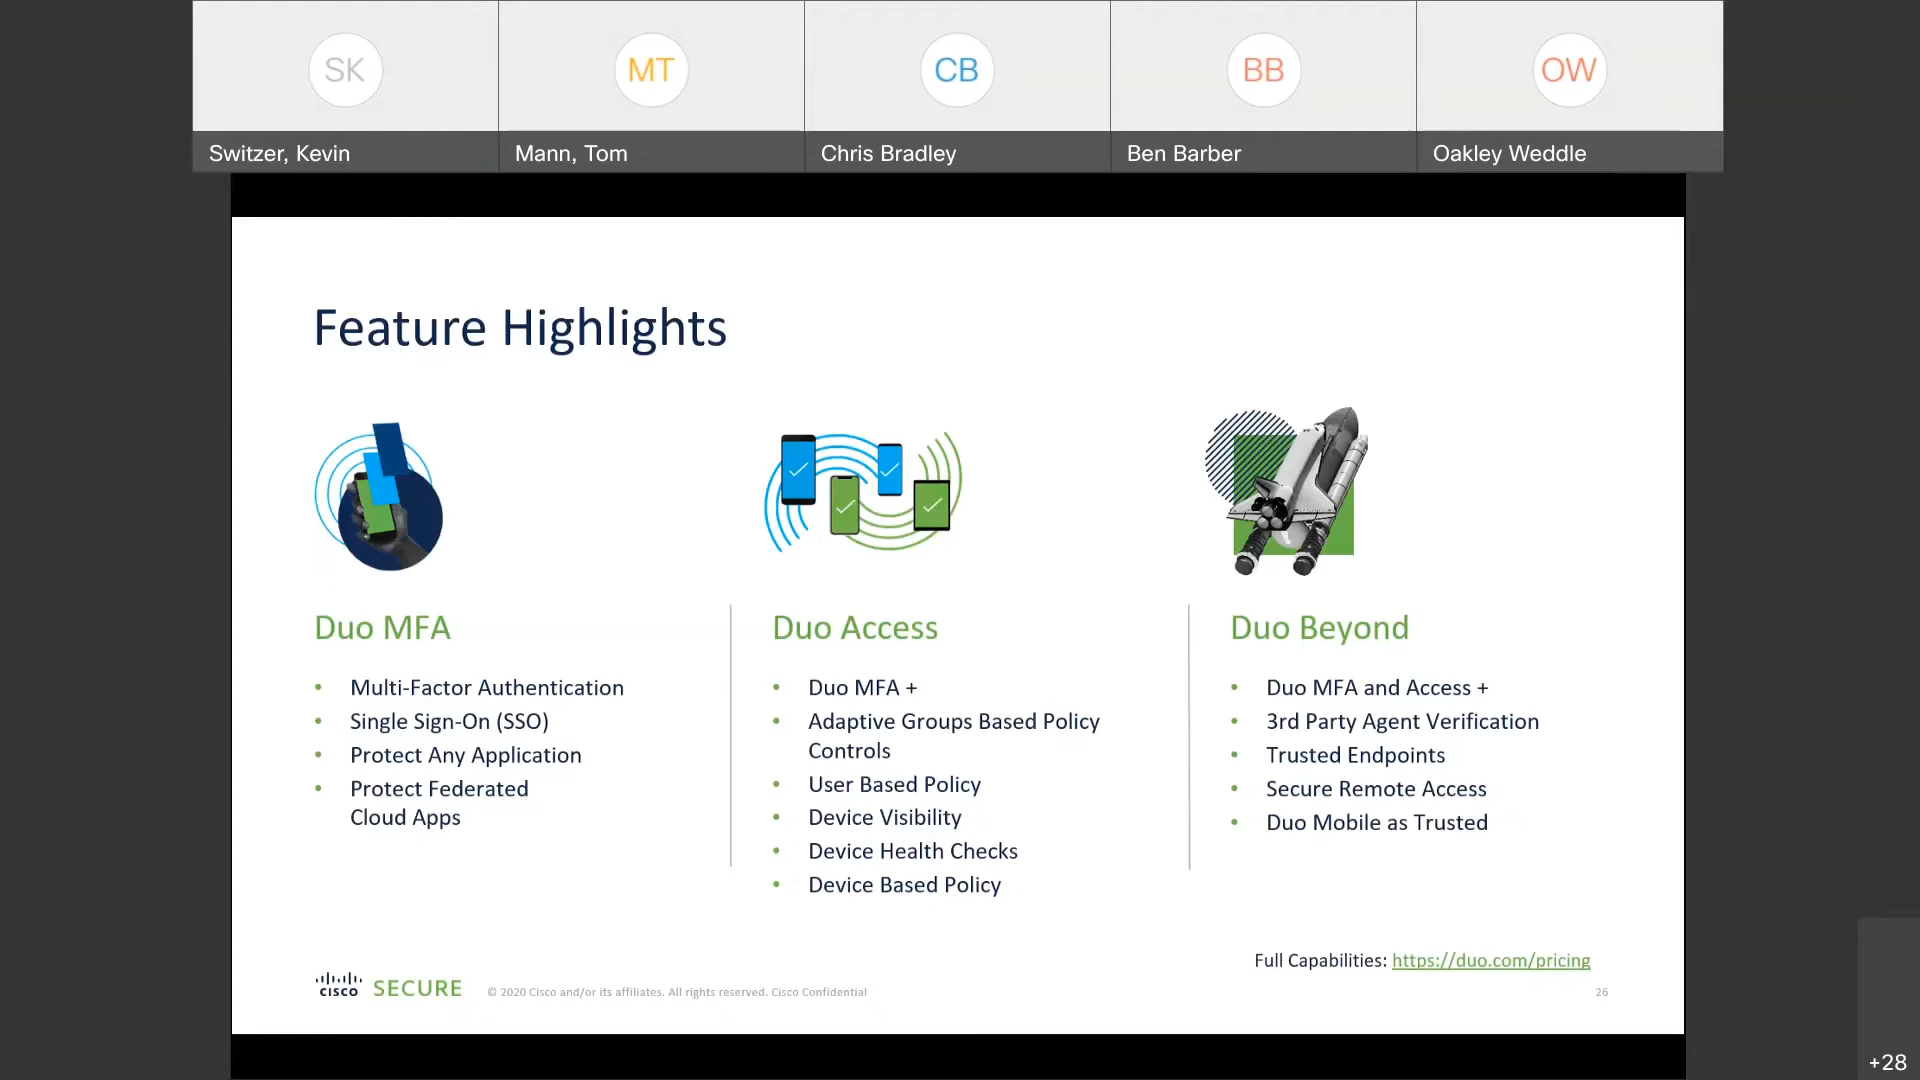 SK
MT
CB
BB
OW
Switzer, Kevin
Mann, Tom
Chris Bradley
Ben Barber
Oakley Weddle
Feature Highlights
Duo MFA
• Multi-Factor Authentication
• Single Sign-On (SSO)
• Protect Any Application
• Protect Federated
Cloud Apps
Duo Access
• Duo MFA +
• Adaptive Groups Based Policy
Controls
• User Based Policy
• Device Visibility
• Device Health Checks
• Device Based Policy
Duo Beyond
• Duo MFA and Access +
• 3rd Party Agent Verification
• Trusted Endpoints
• Secure Remote Access
• Duo Mobile as Trusted
Full Capabilities: https://duo.com/pricing
CISCO SECURE
© 2020 Cisco and/or its affiliates. All rights reserved. Cisco Confidential
26
+28